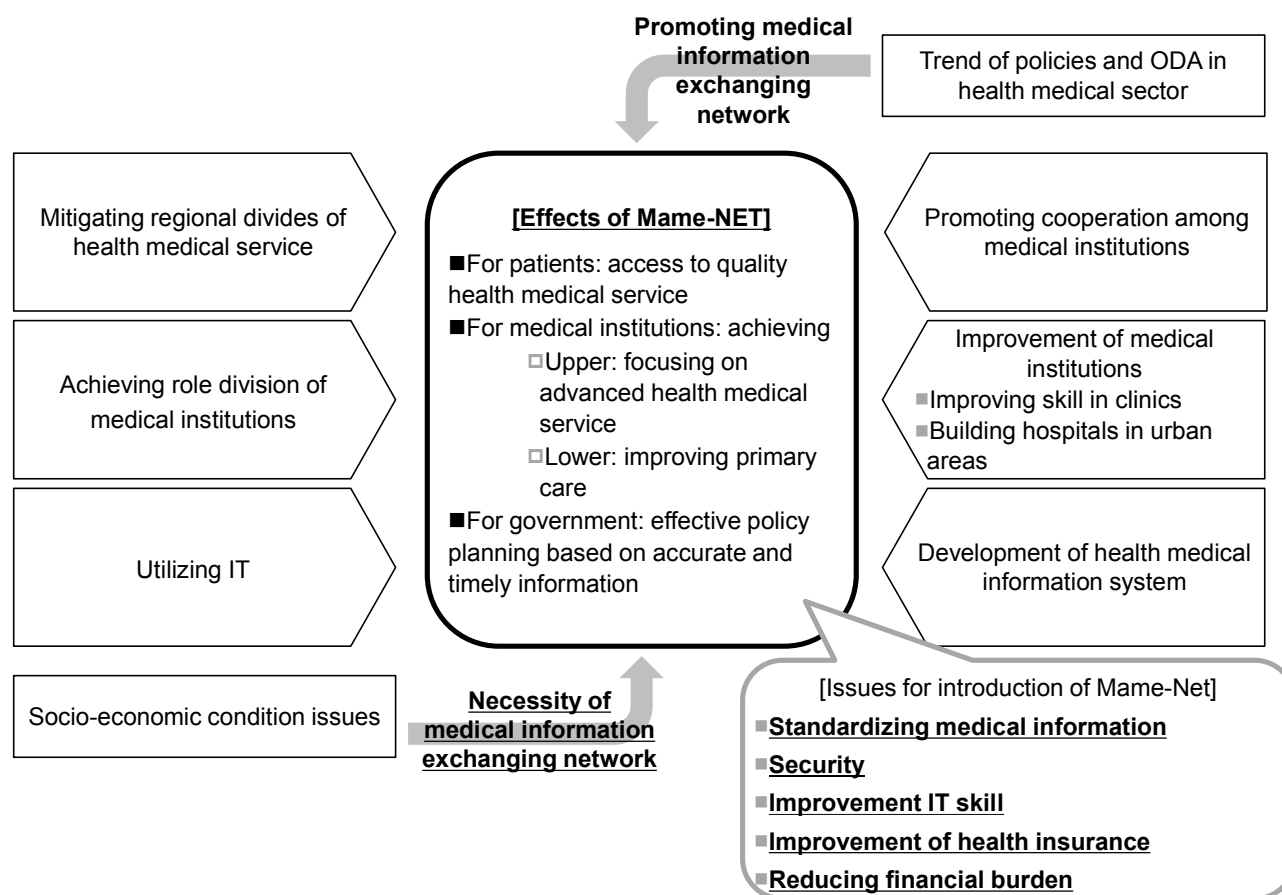 Promoting medical
information
exchanging
network
Trend of policies and ODA in
health medical sector
Mitigating regional divides of
health medical service
Achieving role division of
medical institutions
Utilizing IT
Socio-economic condition issues
[Effects of Mame-NET]
■For patients: access to quality
health medical service
■For medical institutions: achieving
□Upper: focusing on
advanced health medical
service
□Lower: improving primary
care
■For government: effective policy
planning based on accurate and
timely information
Promoting cooperation among
medical institutions
Improvement of medical
institutions
■Improving skill in clinics
■Building hospitals in urban
areas
Development of health medical
information system
Necessity of
medical information
exchanging network
[Issues for introduction of Mame-Net]
■Standardizing medical information
■Security
■Improvement IT skill
■Improvement of health insurance
■Reducing financial burden